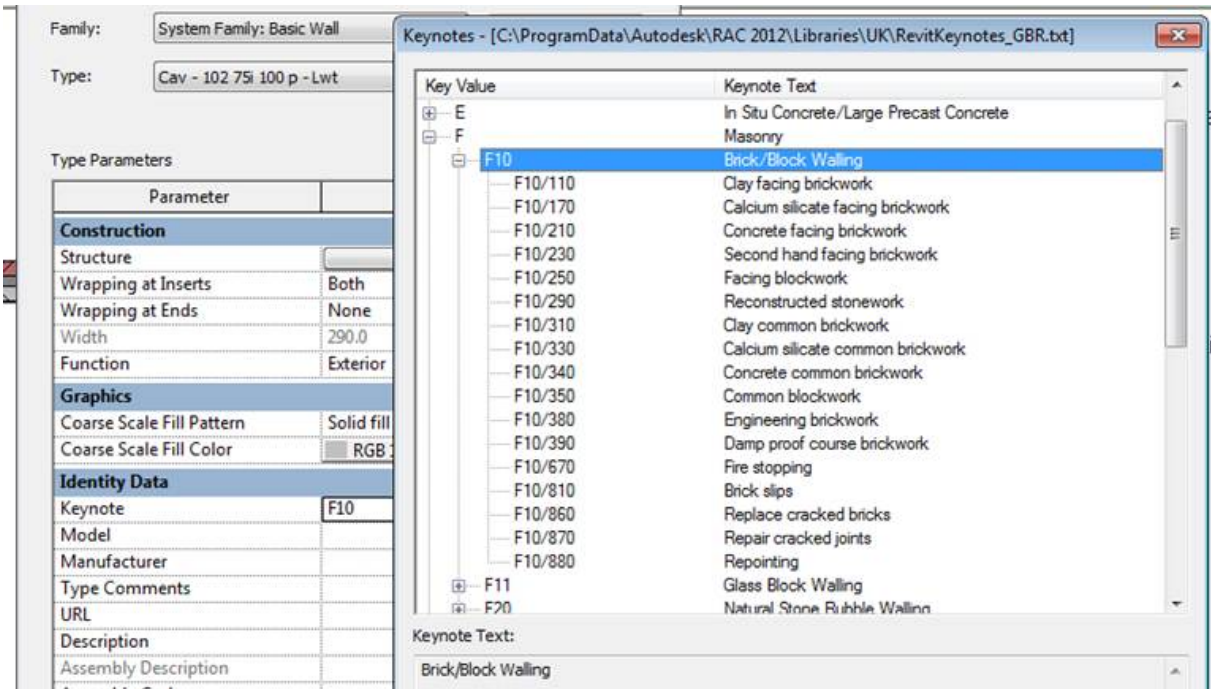 Family: System Family: Basic Wall
Type: Cav - 102 75i 100 p - Lwt
Type Parameters
Parameter
Construction
Structure
Wrapping at Inserts Both
Wrapping at Ends None
Width 290.0
Function Exterior
Graphics
Coarse Scale Fill Pattern Solid fill
Coarse Scale Fill Color RGB
Identity Data
Keynote F10
Model
Manufacturer
Type Comments
URL
Description
Assembly Description
Keynotes - [C:\ProgramData\Autodesk\RAC 2012\Libraries\UK\RevitKeynotes_GBR.txt]
Key Value Keynote Text
E In Situ Concrete/Large Precast Concrete
F Masonry
F10 Brick/Block Walling
F10/110 Clay facing brickwork
F10/170 Calcium silicate facing brickwork
F10/210 Concrete facing brickwork
F10/230 Second hand facing brickwork
F10/250 Facing blockwork
F10/290 Reconstructed stonework
F10/310 Clay common brickwork
F10/330 Calcium silicate common brickwork
F10/340 Concrete common brickwork
F10/350 Common blockwork
F10/380 Engineering brickwork
F10/390 Damp proof course brickwork
F10/670 Fire stopping
F10/810 Brick slips
F10/860 Replace cracked bricks
F10/870 Repair cracked joints
F10/880 Repointing
F11 Glass Block Walling
F20 Natural Stone Rubble Walling
Keynote Text:
Brick/Block Walling